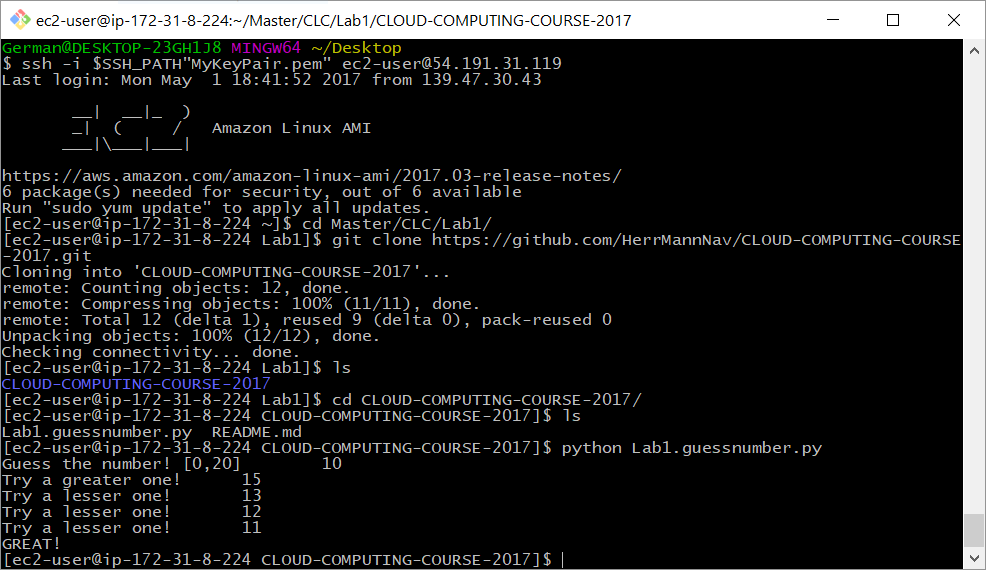 ec2-user@ip-172-31-8-224:~/Master/CLC/Lab1/CLOUD-COMPUTING-COURSE-2017
German@DESKTOP-23GH1J8 MINGW64 ~/Desktop
$ ssh -i $SSH_PATH"MyKeyPair.pem" ec2-user@54.191.31.119
Last login: Mon May  1 18:41:52 2017 from 139.47.30.43
       __|  __|_  )
       _|  (     /   Amazon Linux AMI
      ___|\___|___|
https://aws.amazon.com/amazon-linux-ami/2017.03-release-notes/
6 package(s) needed for security, out of 6 available
Run "sudo yum update" to apply all updates.
[ec2-user@ip-172-31-8-224 ~]$ cd Master/CLC/Lab1/
[ec2-user@ip-172-31-8-224 Lab1]$ git clone https://github.com/HerrMannNav/CLOUD-COMPUTING-COURSE
-2017.git
Cloning into 'CLOUD-COMPUTING-COURSE-2017'...
remote: Counting objects: 12, done.
remote: Compressing objects: 100% (11/11), done.
remote: Total 12 (delta 1), reused 9 (delta 0), pack-reused 0
Unpacking objects: 100% (12/12), done.
Checking connectivity... done.
[ec2-user@ip-172-31-8-224 Lab1]$ ls
CLOUD-COMPUTING-COURSE-2017
[ec2-user@ip-172-31-8-224 Lab1]$ cd CLOUD-COMPUTING-COURSE-2017/
[ec2-user@ip-172-31-8-224 CLOUD-COMPUTING-COURSE-2017]$ ls
Lab1.guessnumber.py  README.md
[ec2-user@ip-172-31-8-224 CLOUD-COMPUTING-COURSE-2017]$ python Lab1.guessnumber.py
Guess the number! [0,20]        10
Try a greater one!      15
Try a lesser one!       13
Try a lesser one!       12
Try a lesser one!       11
GREAT!
[ec2-user@ip-172-31-8-224 CLOUD-COMPUTING-COURSE-2017]$